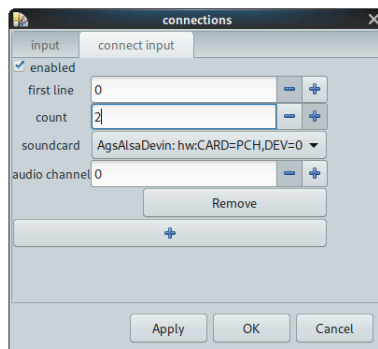 connections
input connect input
enabled
first line 0
count 2
soundcard AgsAlsaDevin: hw:CARD=PCH,DEV=0
audio channel 0
Remove
+
Apply OK Cancel